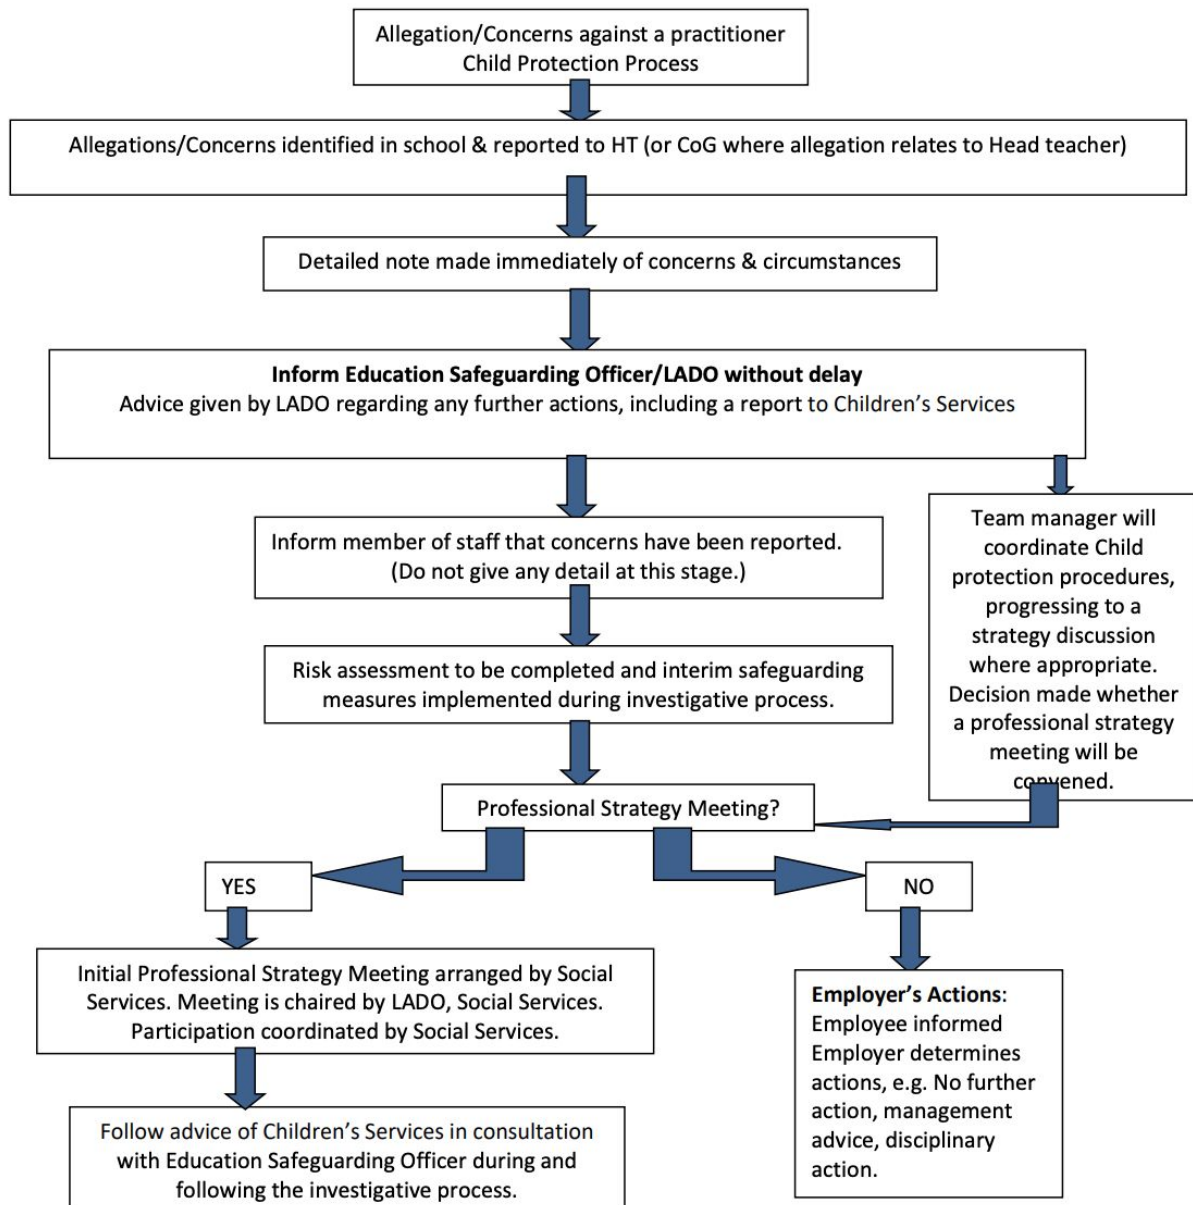 Allegation/Concerns against a practitioner
Child Protection Process
Allegations/Concerns identified in school & reported to HT (or CoG where allegation relates to Head teacher)
Detailed note made immediately of concerns & circumstances
Inform Education Safeguarding Officer/LADO without delay
Advice given by LADO regarding any further actions, including a report to Children’s Services
Inform member of staff that concerns have been reported.
(Do not give any detail at this stage.)
Team manager will
coordinate Child
protection procedures,
progressing to a
strategy discussion
where appropriate.
Decision made whether
a professional strategy
meeting will be
convened.
Risk assessment to be completed and interim safeguarding
measures implemented during investigative process.
Professional Strategy Meeting?
YES
NO
Initial Professional Strategy Meeting arranged by Social
Services. Meeting is chaired by LADO, Social Services.
Participation coordinated by Social Services.
Employer’s Actions:
Employee informed
Employer determines
actions, e.g. No further
action, management
advice, disciplinary
action.
Follow advice of Children’s Services in consultation
with Education Safeguarding Officer during and
following the investigative process.